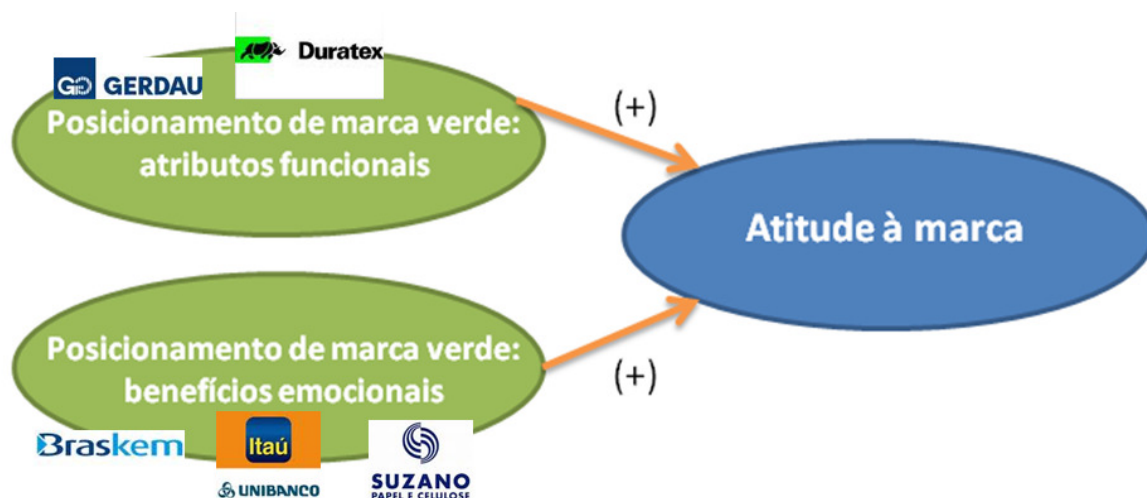 Duratex
GERDAU
Posicionamento de marca verde:
atributos funcionais
(+)
Atitude à marca
Posicionamento de marca verde:
benefícios emocionais
(+)
Braskem
Itaú
UNIBANCO
SUZANO
PAPEL E CELULOSE